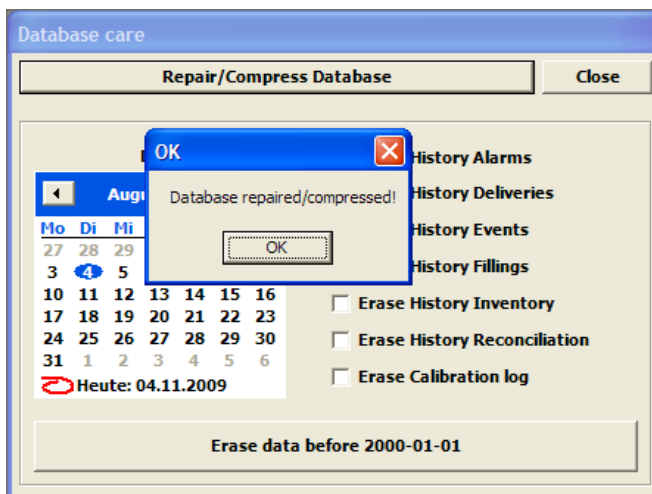 Database care
Repair/Compress Database
Close
OK
Database repaired/compressed!
OK
Augu
Mo Di Mi
27 28 29
3 4 5
10 11 12 13 14 15 16
17 18 19 20 21 22 23
24 25 26 27 28 29 30
31 1 2 3 4 5 6
Heute: 04.11.2009
History Alarms
History Deliveries
History Events
History Fillings
Erase History Inventory
Erase History Reconciliation
Erase Calibration log
Erase data before 2000-01-01